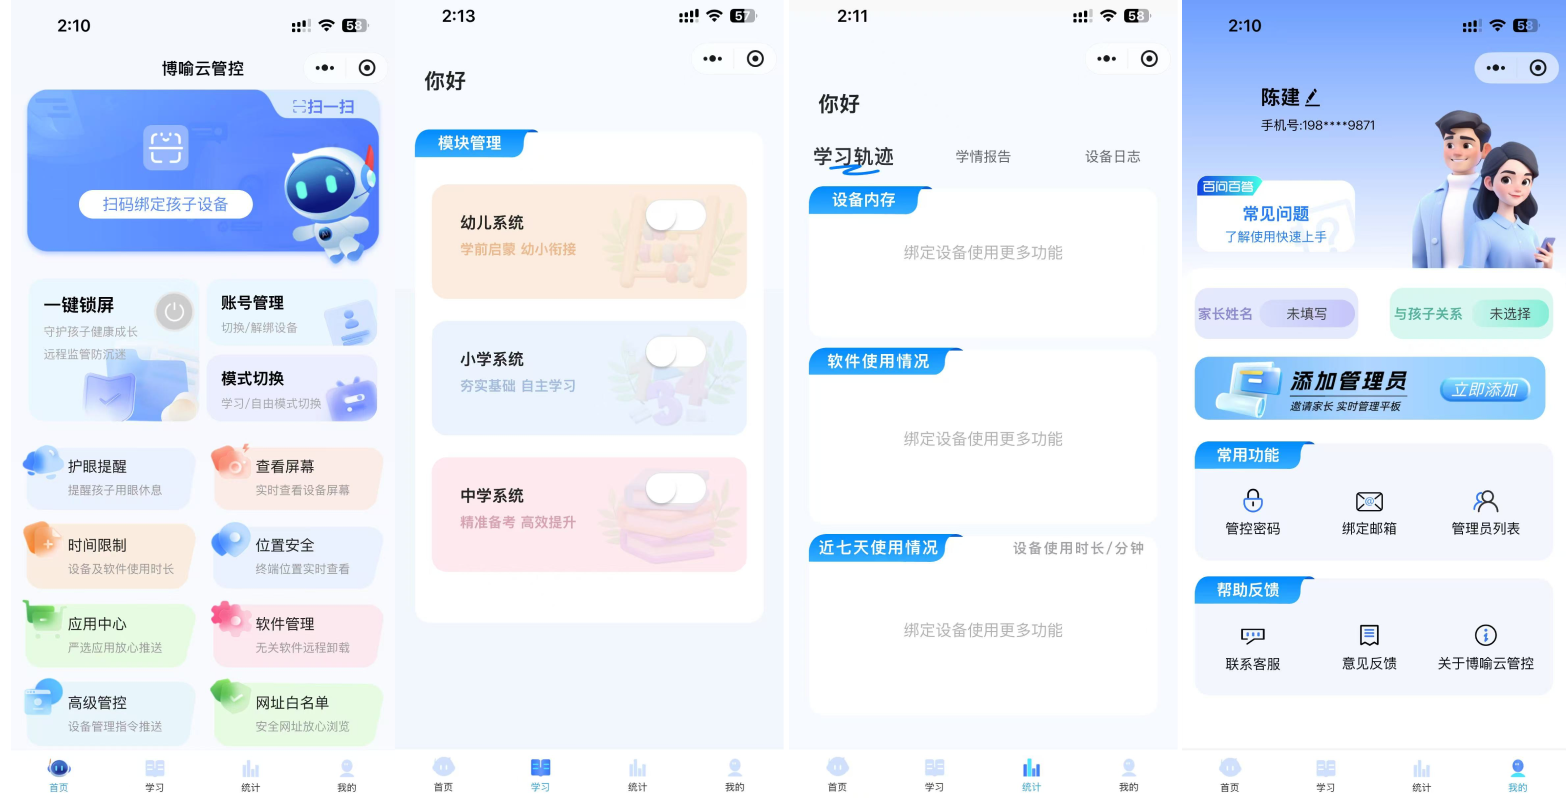 2:10
58
博喻云管控
扫一扫
扫码绑定孩子设备
一键锁屏
守护孩子健康成长
远程监管防沉迷
账号管理
切换/解绑设备
模式切换
学习/自由模式切换
护眼提醒
提醒孩子用眼休息
查看屏幕
实时查看设备屏幕
时间限制
设备及软件使用时长
位置安全
终端位置实时查看
应用中心
严选应用放心推送
软件管理
无关软件远程卸载
高级管控
设备管理指令推送
网址白名单
安全网址放心浏览
首页
学习
统计
我的
2:13
57
你好
模块管理
幼儿系统
学前启蒙 幼小衔接
小学系统
夯实基础 自主学习
中学系统
精准备考 高效提升
首页
学习
统计
我的
2:11
58
你好
学习轨迹
学情报告
设备日志
设备内存
绑定设备使用更多功能
软件使用情况
绑定设备使用更多功能
近七天使用情况
设备使用时长/分钟
绑定设备使用更多功能
首页
学习
统计
我的
2:10
58
陈建
手机号:198****9871
百问百答
常见问题
了解使用快速上手
家长姓名
未填写
与孩子关系
未选择
添加管理员
邀请家长 实时管理平板
立即添加
常用功能
管控密码
绑定邮箱
管理员列表
帮助反馈
联系客服
意见反馈
关于博喻云管控
首页
学习
统计
我的